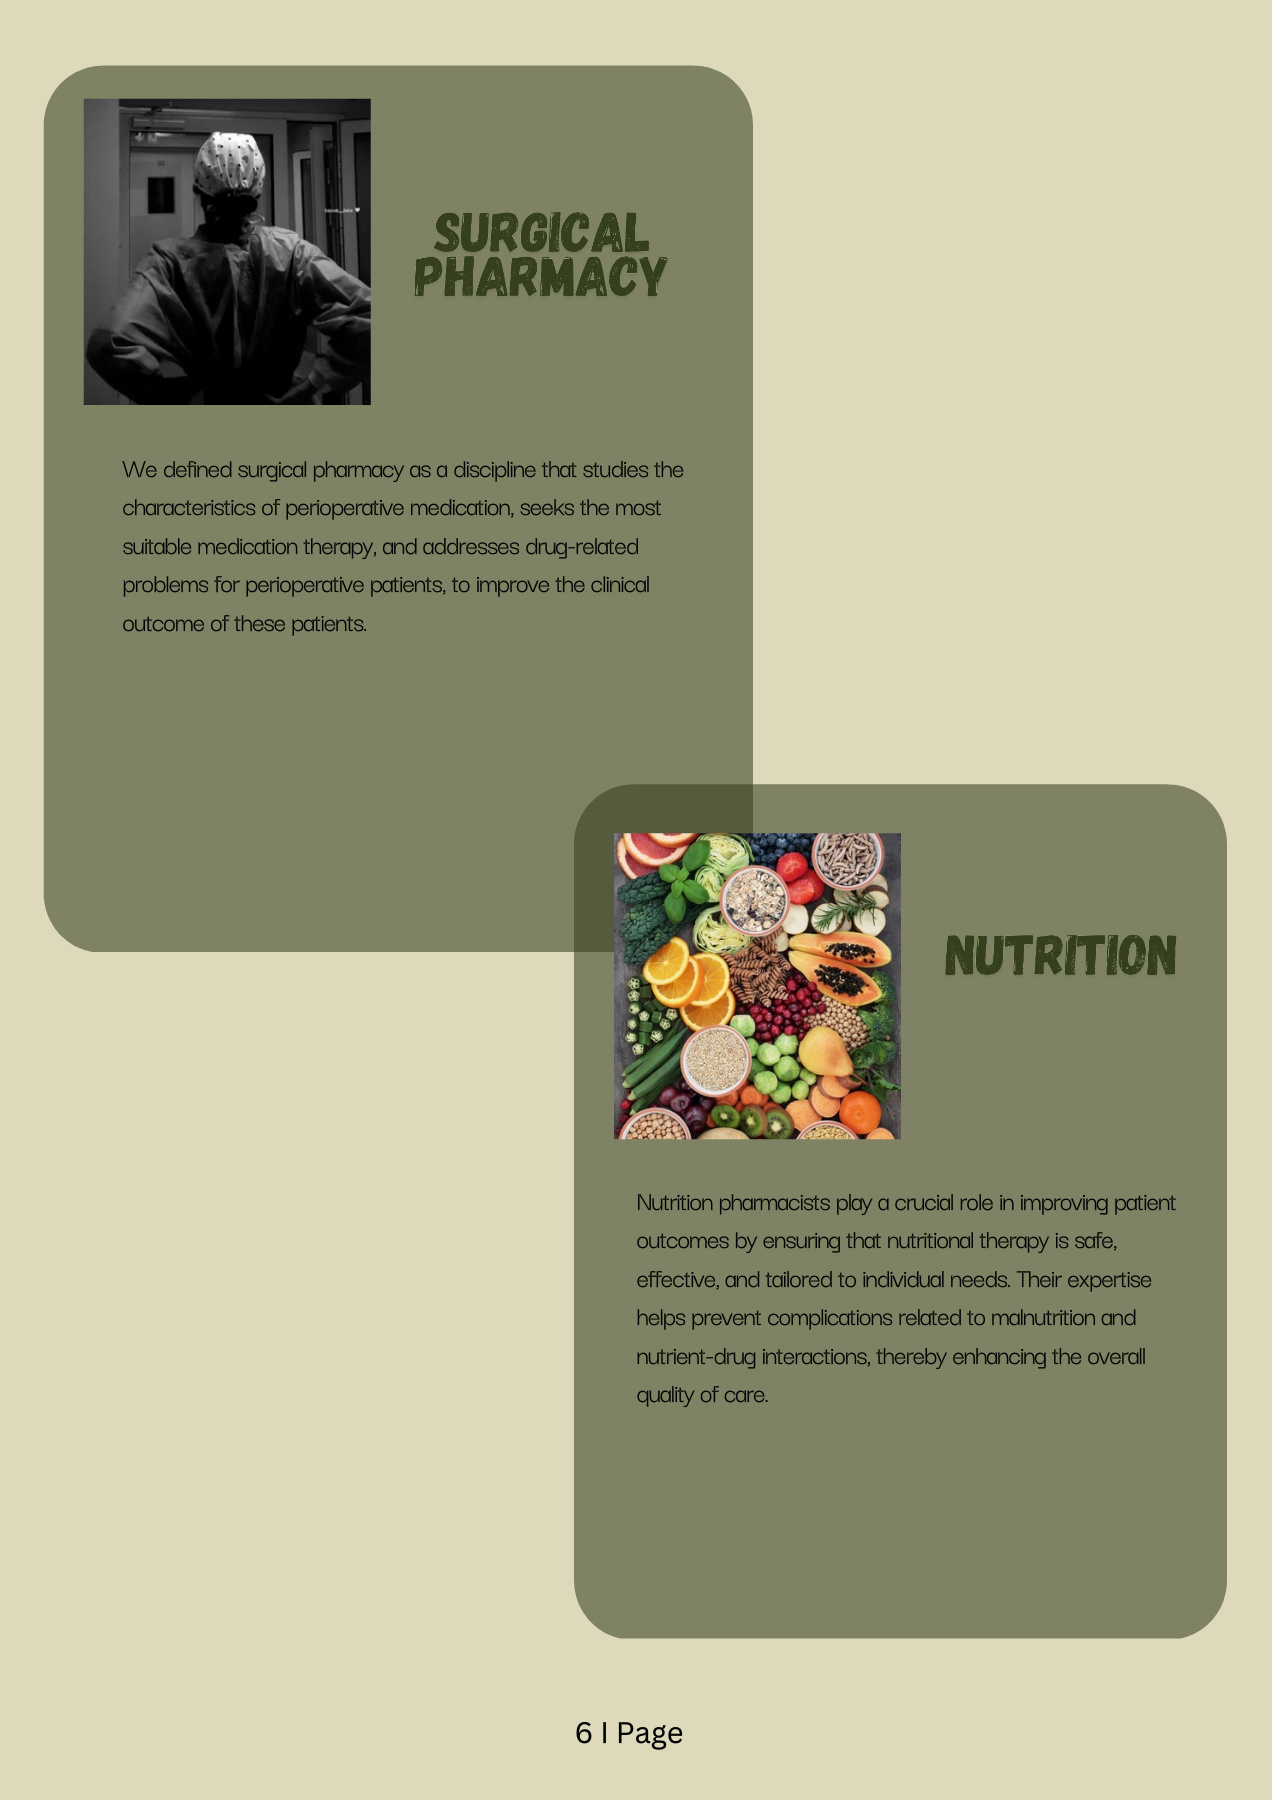 SURGICAL
PHARMACY
We defined surgical pharmacy as a discipline that studies the
characteristics of perioperative medication, seeks the most
suitable medication therapy, and addresses drug-related
problems for perioperative patients, to improve the clinical
outcome of these patients.
NUTRITION
Nutrition pharmacists play a crucial role in improving patient
outcomes by ensuring that nutritional therapy is safe,
effective, and tailored to individual needs. Their expertise
helps prevent complications related to malnutrition and
nutrient-drug interactions, thereby enhancing the overall
quality of care.
6 I Page